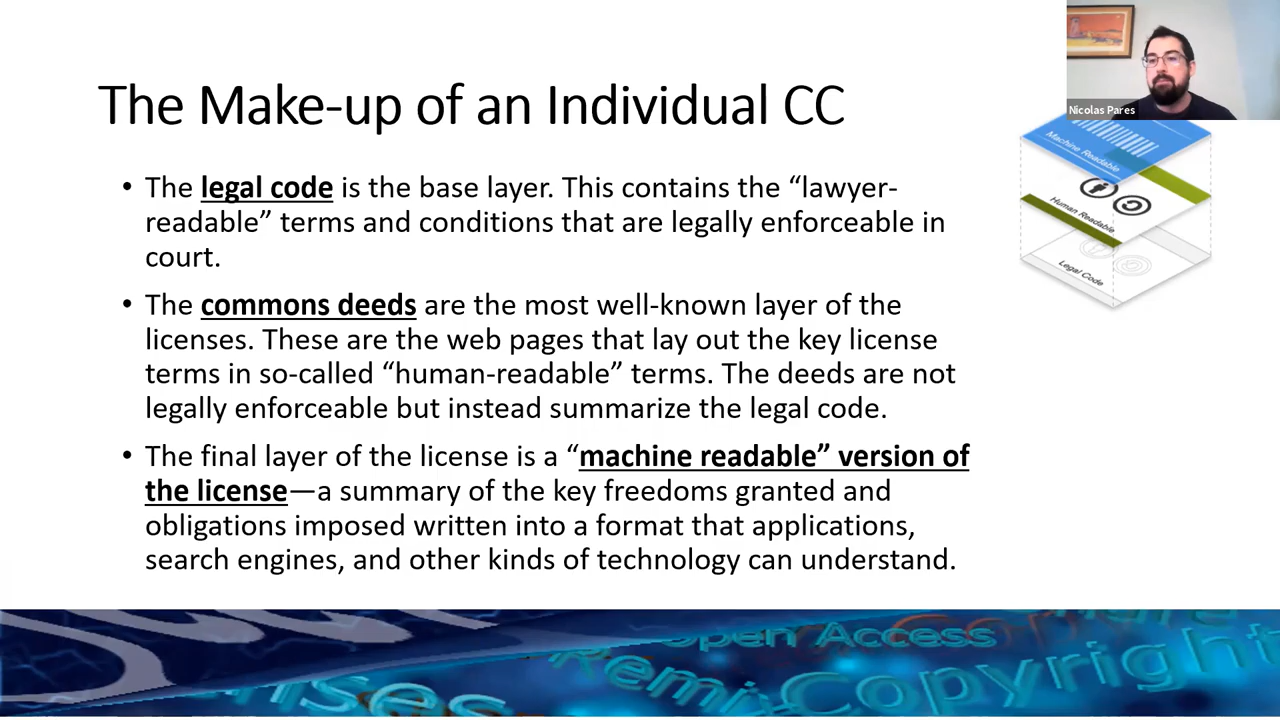 The Make-up of an Individual CC
Nicolas Pares
• The legal code is the base layer. This contains the “lawyer-
readable” terms and conditions that are legally enforceable in
court.
• The commons deeds are the most well-known layer of the
licenses. These are the web pages that lay out the key license
terms in so-called “human-readable” terms. The deeds are not
legally enforceable but instead summarize the legal code.
• The final layer of the license is a “machine readable” version of
the license—a summary of the key freedoms granted and
obligations imposed written into a format that applications,
search engines, and other kinds of technology can understand.
Machine Readable
Human Readable
Legal Code
Open Access
Copyright